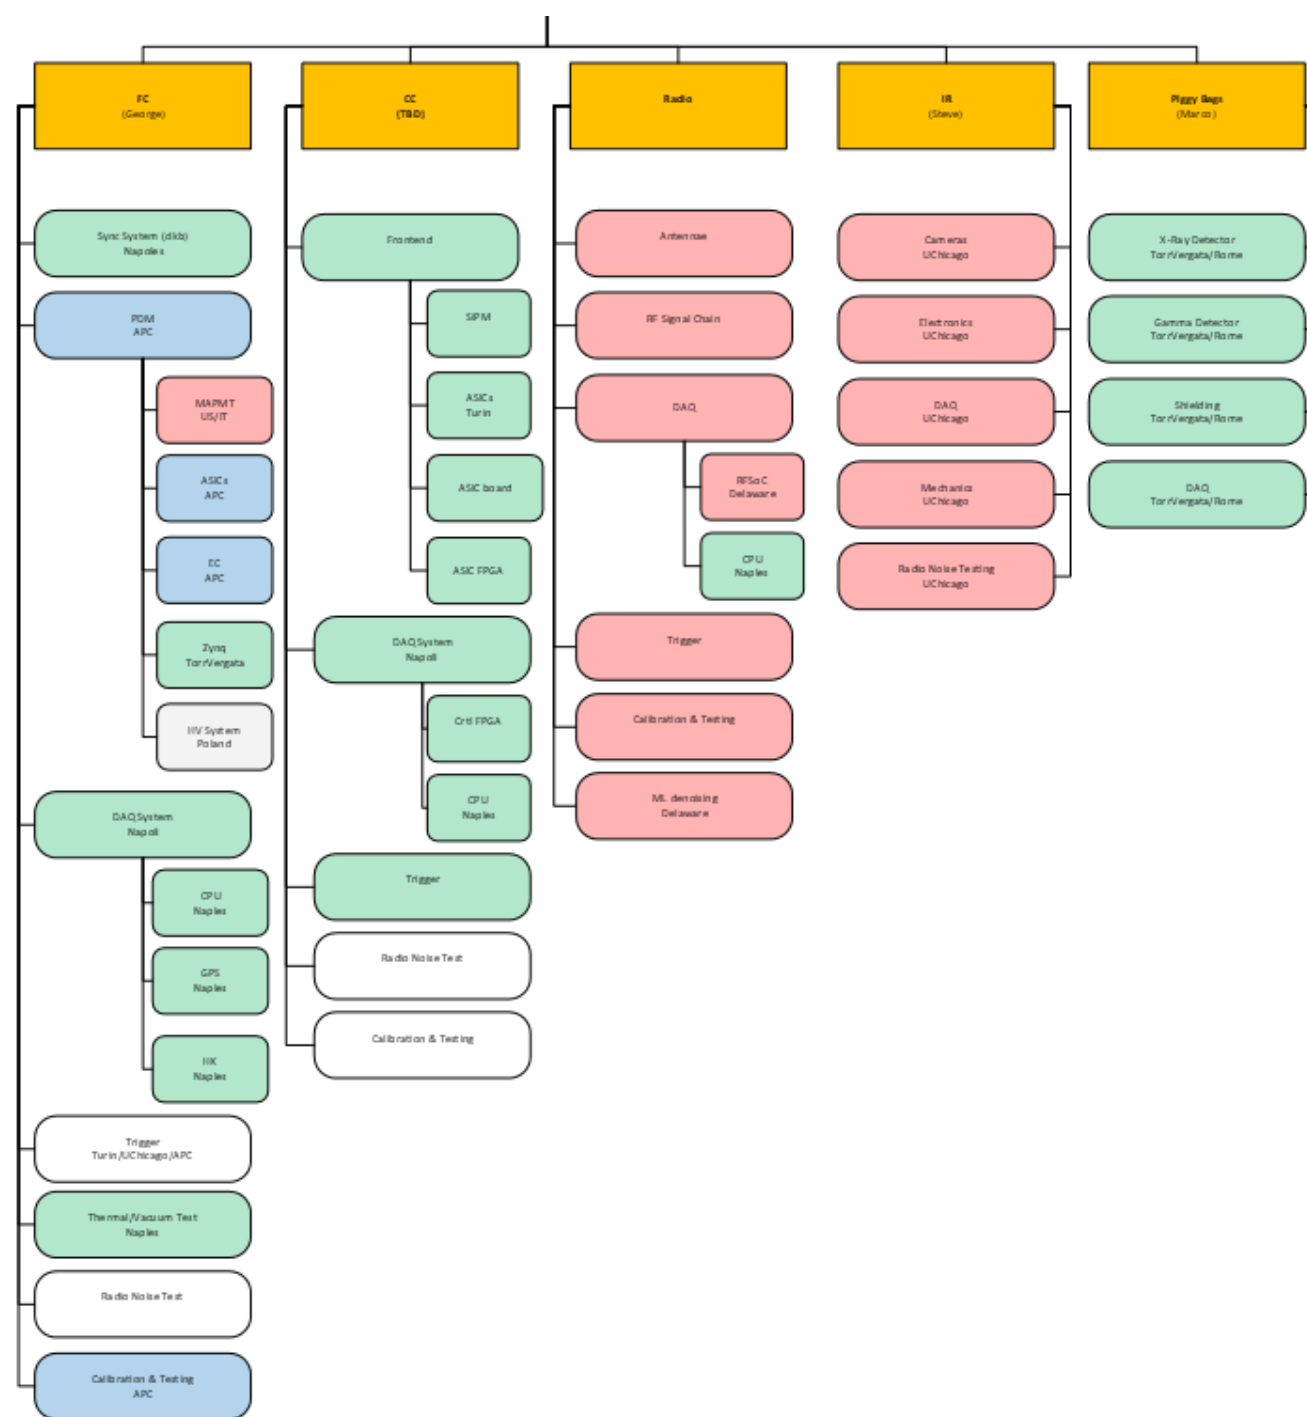 FC
(George)
CC
(TBD)
Radio
IR
(Steve)
Piggy Bags
(Marco)
Sync System (dkb)
Napoles
PDM
APC
MAPMT
US/IT
ASICs
APC
EC
APC
Zynq
TorrVergata
HV System
Poland
DAQ System
Napoli
CPU
Naples
GPS
Naples
HK
Naples
Trigger
Turin/UChicago/APC
Thermal/Vacuum Test
Naples
Radio Noise Test
Calibration & Testing
APC
Frontend
SiPM
ASICs
Turin
ASIC board
ASIC FPGA
DAQ System
Napoli
Crtl FPGA
CPU
Naples
Trigger
Radio Noise Test
Calibration & Testing
Antennae
RF Signal Chain
DAQ
RFSoC
Delaware
CPU
Naples
Trigger
Calibration & Testing
ML denoising
Delaware
Cameras
UChicago
Electronics
UChicago
DAQ
UChicago
Mechanics
UChicago
Radio Noise Testing
UChicago
X-Ray Detector
TorrVergata/Rome
Gamma Detector
TorrVergata/Rome
Shielding
TorrVergata/Rome
DAQ
TorrVergata/Rome